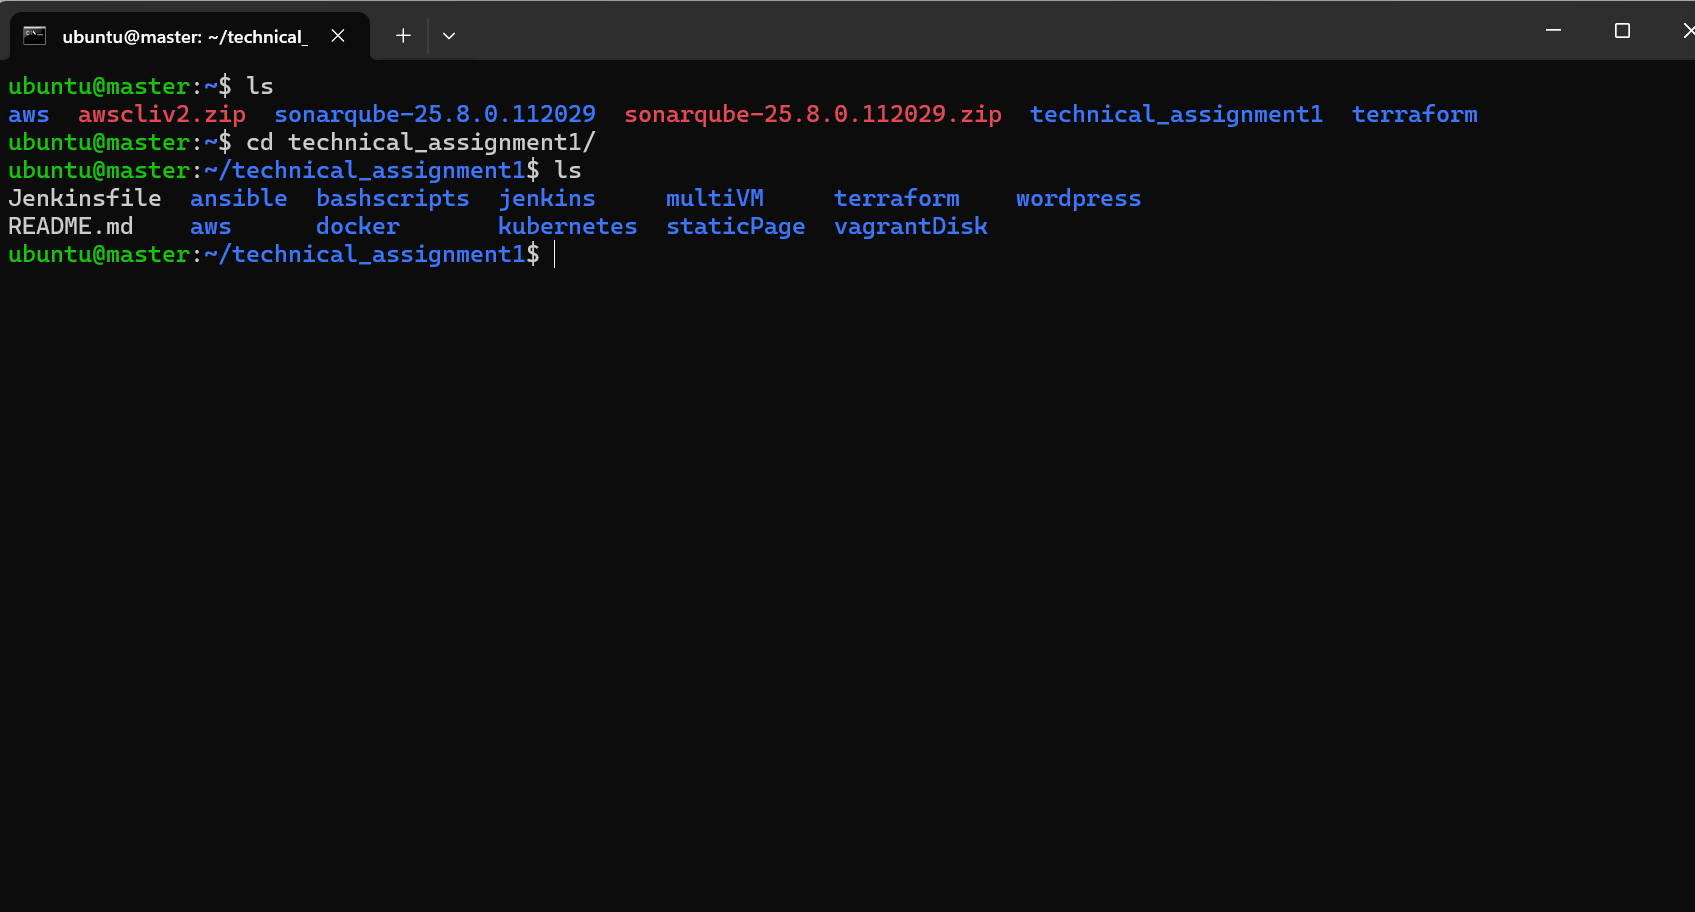 ubuntu@master: ~/technical_
ubuntu@master:~$ ls
aws  awscliv2.zip  sonarqube-25.8.0.112029  sonarqube-25.8.0.112029.zip  technical_assignment1  terraform
ubuntu@master:~$ cd technical_assignment1/
ubuntu@master:~/technical_assignment1$ ls
Jenkinsfile  ansible  bashscripts  jenkins     multiVM     terraform    wordpress
README.md    aws      docker       kubernetes  staticPage  vagrantDisk
ubuntu@master:~/technical_assignment1$